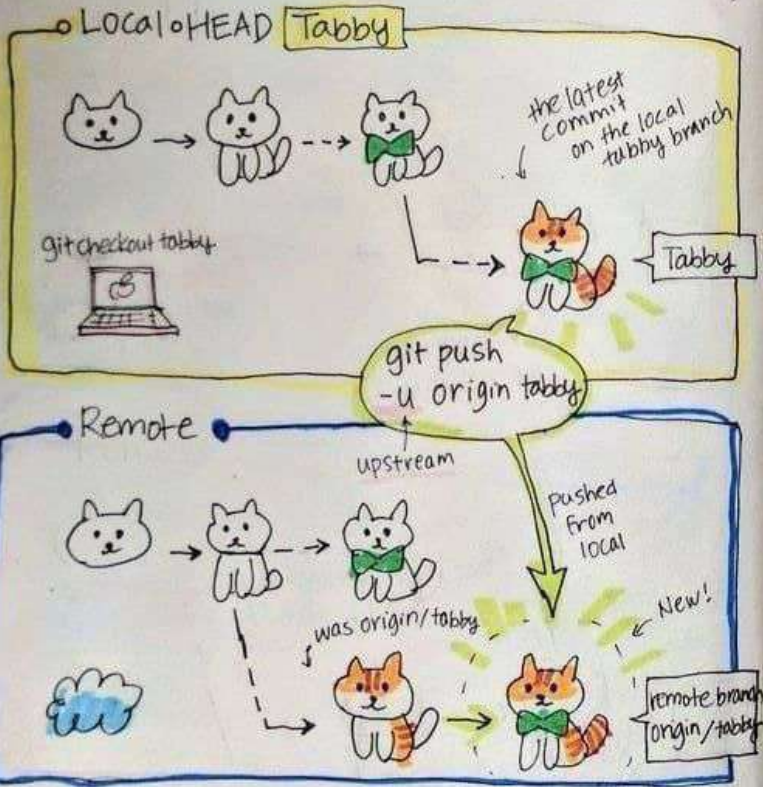 Local HEAD Tabby
the latest
commit
on the local
tabby branch
git checkout tabby
Tabby
git push
-u origin tabby
upstream
Remote
pushed
from
local
New!
was origin/tabby
remote branch
origin/tabby